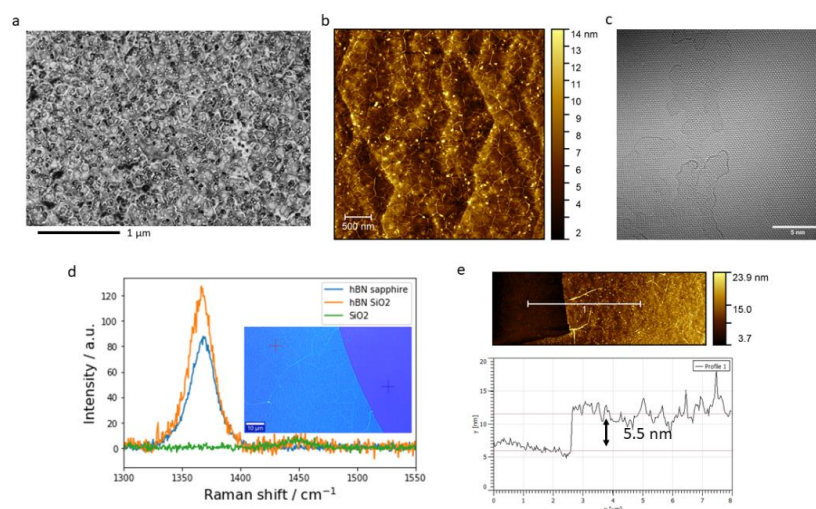 a
1 µm
b
500 nm
14 nm
13
12
11
10
9
8
7
6
5
4
3
2
c
5 nm
d
Intensity / a.u.
120
100
80
60
40
20
0
hBN sapphire
hBN SiO2
SiO2
10 µm
1300
1350
1400
1450
1500
1550
Raman shift / cm⁻¹
e
1
23.9 nm
15.0
3.7
Profile 1
y [nm]
20
15
10
5
0
5.5 nm
0
1
2
3
4
5
6
7
8